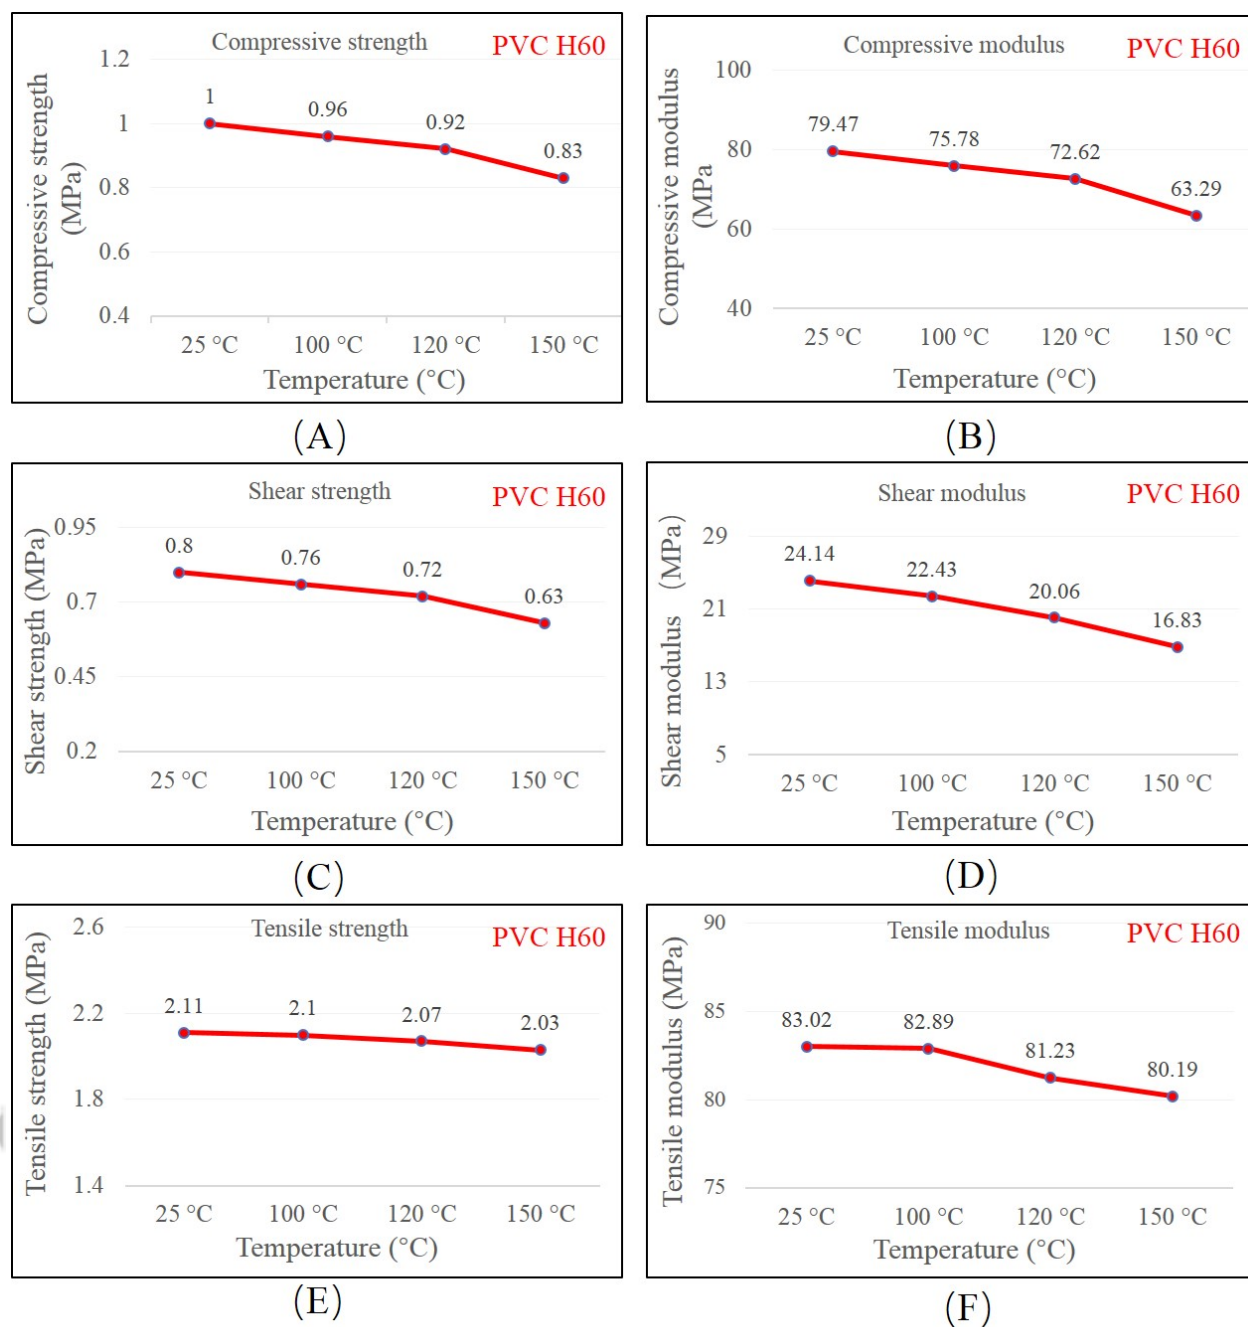 Compressive strength PVC H60
Compressive strength
(MPa)
1.2
1
0.8
0.6
0.4
1
0.96
0.92
0.83
25 °C 100 °C 120 °C 150 °C
Temperature (°C)
(A)
Compressive modulus PVC H60
Compressive modulus
(MPa
100
80
60
40
79.47
75.78
72.62
63.29
25 °C 100 °C 120 °C 150 °C
Temperature (°C)
(B)
Shear strength PVC H60
Shear strength (MPa)
0.95
0.7
0.45
0.2
0.8
0.76
0.72
0.63
25 °C 100 °C 120 °C 150 °C
Temperature (°C)
(C)
Shear modulus PVC H60
Shear modulus (MPa)
29
21
13
5
24.14
22.43
20.06
16.83
25 °C 100 °C 120 °C 150 °C
Temperature (°C)
(D)
Tensile strength PVC H60
Tensile strength (MPa)
2.6
2.2
1.8
1.4
2.11
2.1
2.07
2.03
25 °C 100 °C 120 °C 150 °C
Temperature (°C)
(E)
Tensile modulus PVC H60
Tensile modulus (MPa)
90
85
80
75
83.02
82.89
81.23
80.19
25 °C 100 °C 120 °C 150 °C
Temperature (°C)
(F)